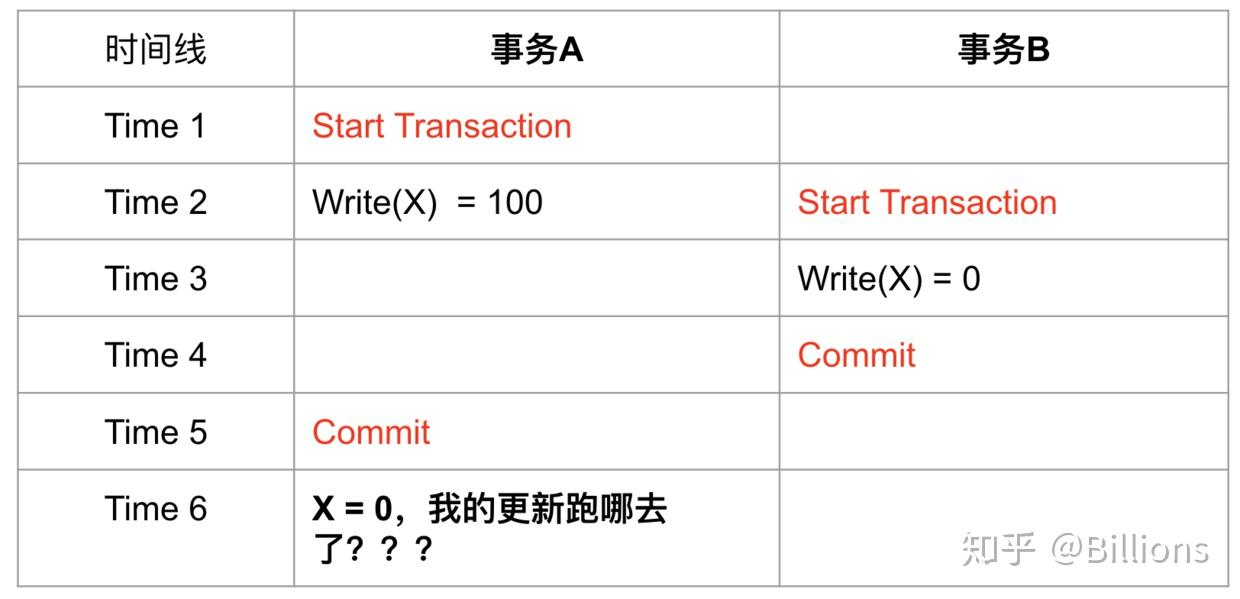 时间线 事务A 事务B
Time 1 Start Transaction
Time 2 Write(X) = 100 Start Transaction
Time 3 Write(X) = 0
Time 4 Commit
Time 5 Commit
Time 6 X = 0，我的更新跑哪去
了？？？
知乎 @Billions